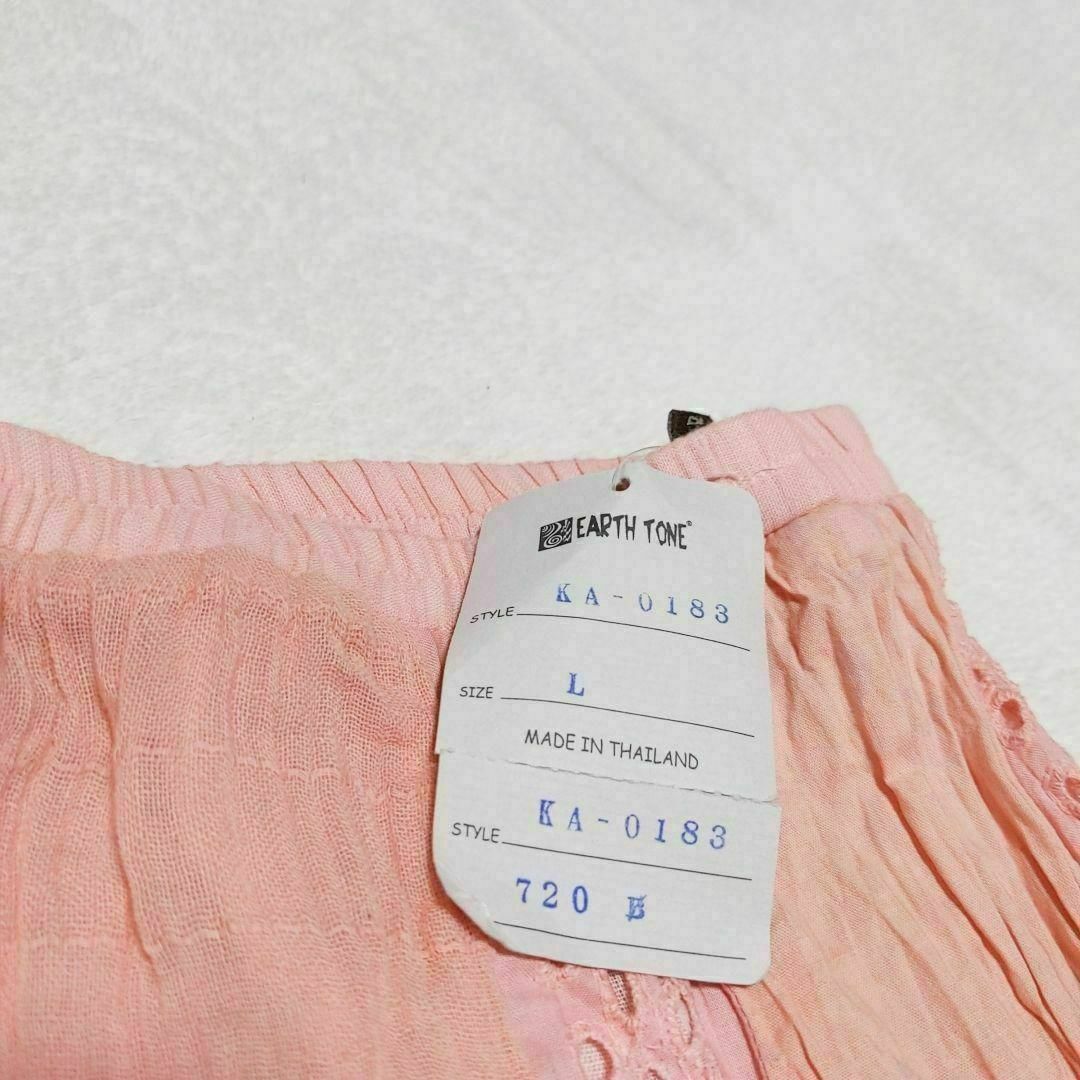 EARTH TONE®
STYLE KA-0183
SIZE L
MADE IN THAILAND
STYLE KA-0183
720 ฿